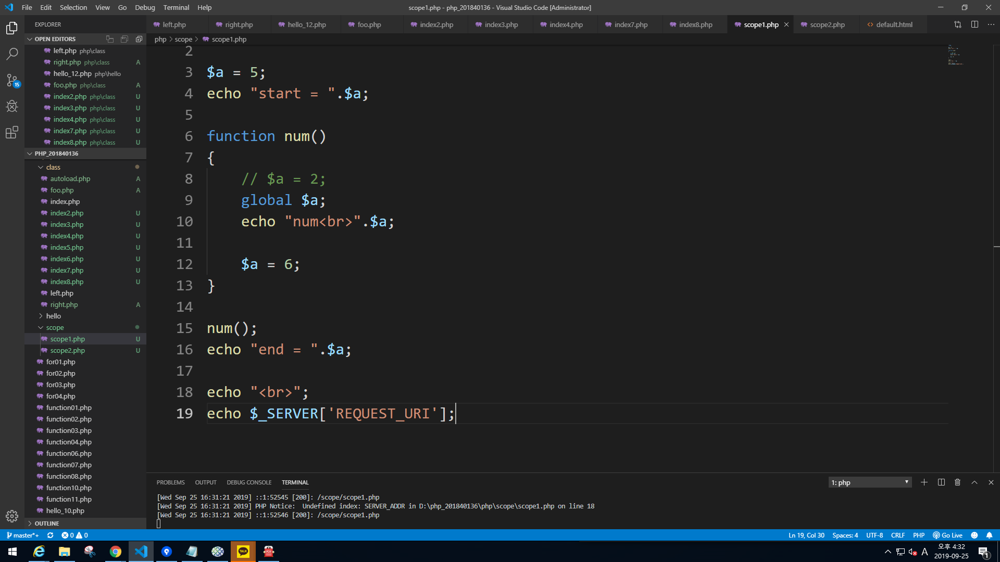 File Edit Selection View Go Debug Terminal Help
scope1.php - php_201840136 - Visual Studio Code [Administrator]
EXPLORER
OPEN EDITORS
left.php php\class
right.php php\class A
hello_12.php php\hello
foo.php php\class A
index2.php php\class U
index3.php php\class U
index4.php php\class U
index7.php php\class U
index8.php php\class U
15
PHP_201840136
class
autoload.php A
foo.php A
index.php
index2.php U
index3.php U
index4.php U
index5.php U
index6.php U
index7.php U
index8.php U
left.php
right.php A
hello
scope
scope1.php U
scope2.php U
for01.php
for02.php
for03.php
for04.php
function01.php
function02.php
function03.php
function04.php
function06.php
function07.php
function08.php
function10.php
function11.php
hello_10.php
OUTLINE
left.php right.php hello_12.php foo.php index2.php index3.php index4.php index7.php index8.php scope1.php scope2.php default.html
php > scope > scope1.php
2
3 $a = 5;
4 echo "start = ".$a;
5
6 function num()
7 {
8 // $a = 2;
9 global $a;
10 echo "num<br>".$a;
11
12 $a = 6;
13 }
14
15 num();
16 echo "end = ".$a;
17
18 echo "<br>";
19 echo $_SERVER['REQUEST_URI'];
PROBLEMS OUTPUT DEBUG CONSOLE TERMINAL
1: php
[Wed Sep 25 16:31:21 2019] ::1:52545 [200]: /scope/scope1.php
[Wed Sep 25 16:31:21 2019] PHP Notice:  Undefined index: SERVER_ADDR in D:\php_201840136\php\scope\scope1.php on line 18
[Wed Sep 25 16:31:21 2019] ::1:52546 [200]: /scope/scope1.php
master*+ 0 0
Ln 19, Col 30 Spaces: 4 UTF-8 CRLF PHP Go Live
TALK
PDF
A
오후 4:32
2019-09-25
1